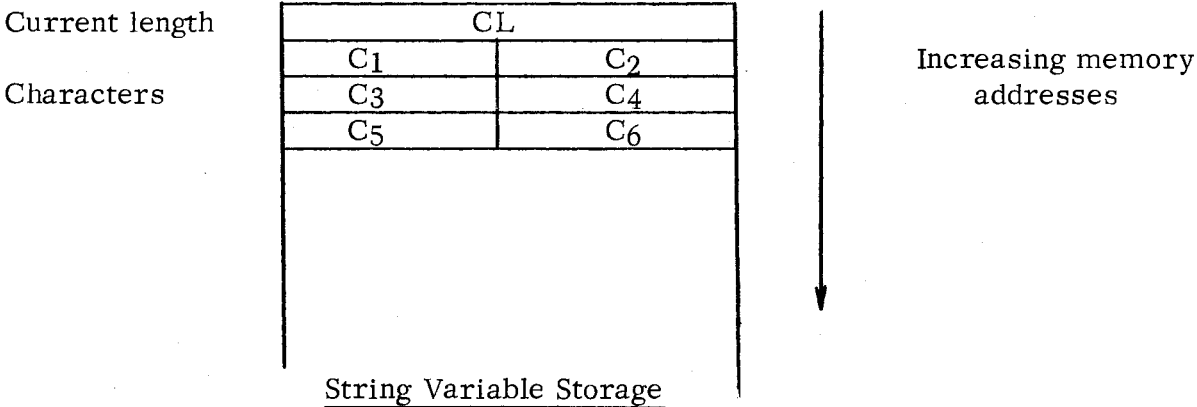 Current length
CL
C1 C2
Characters
C3 C4
C5 C6
Increasing memory
addresses
String Variable Storage